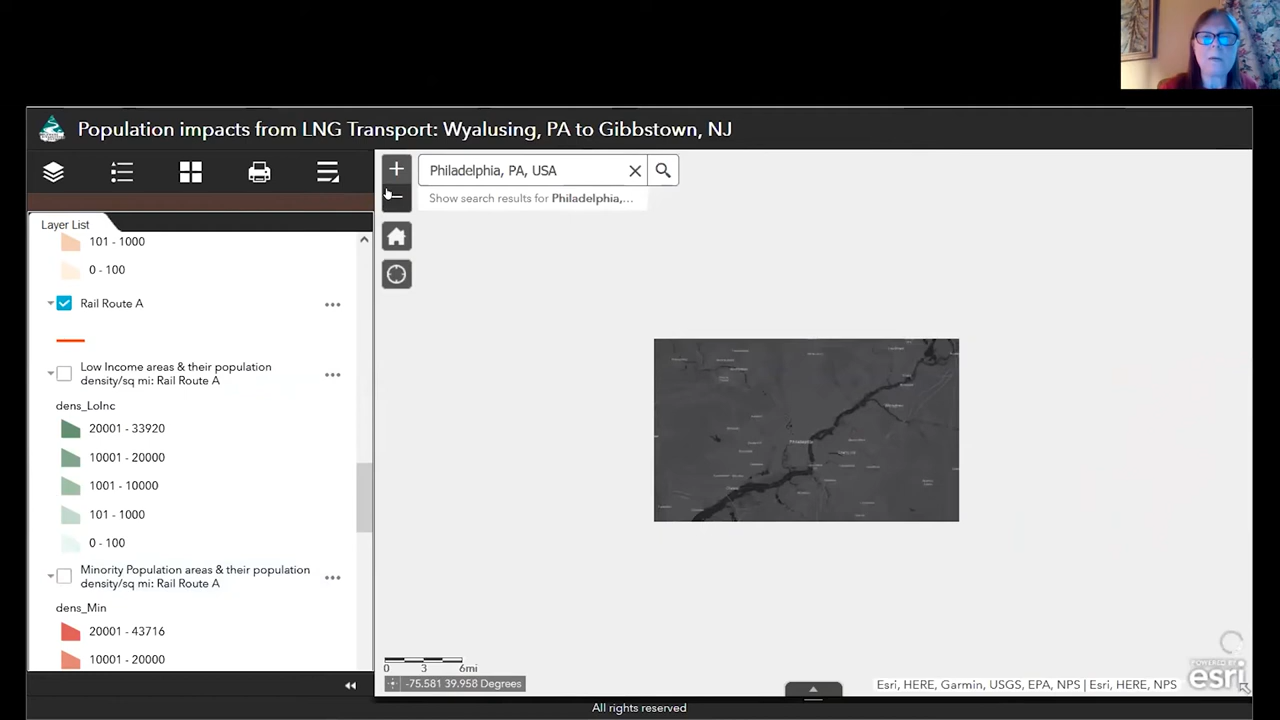 Population impacts from LNG Transport: Wyalusing, PA to Gibbstown, NJ
Philadelphia, PA, USA
Show search results for Philadelphia,...
Layer List
101 - 1000
0 - 100
Rail Route A
Low Income areas & their population
density/sq mi: Rail Route A
dens_LoInc
20001 - 33920
10001 - 20000
1001 - 10000
101 - 1000
0 - 100
Minority Population areas & their population
density/sq mi: Rail Route A
dens_Min
20001 - 43716
10001 - 20000
Philadelphia
0 3 6mi
-75.581 39.958 Degrees
POWERED BY
esri
Esri, HERE, Garmin, USGS, EPA, NPS | Esri, HERE, NPS
All rights reserved